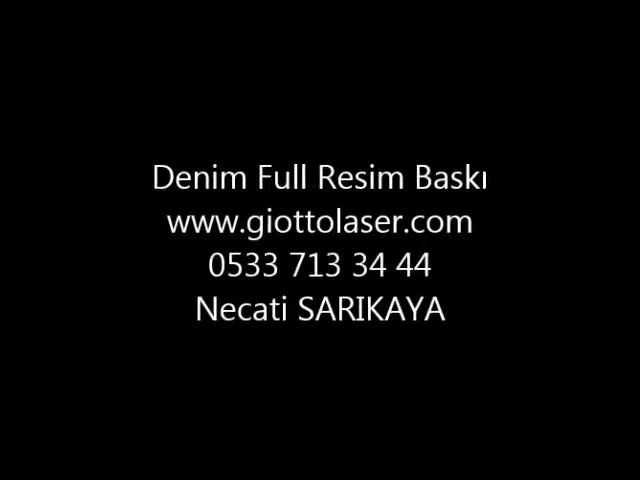 Denim Full Resim Baskı
www.giottolaser.com
0533 713 34 44
Necati SARIKAYA